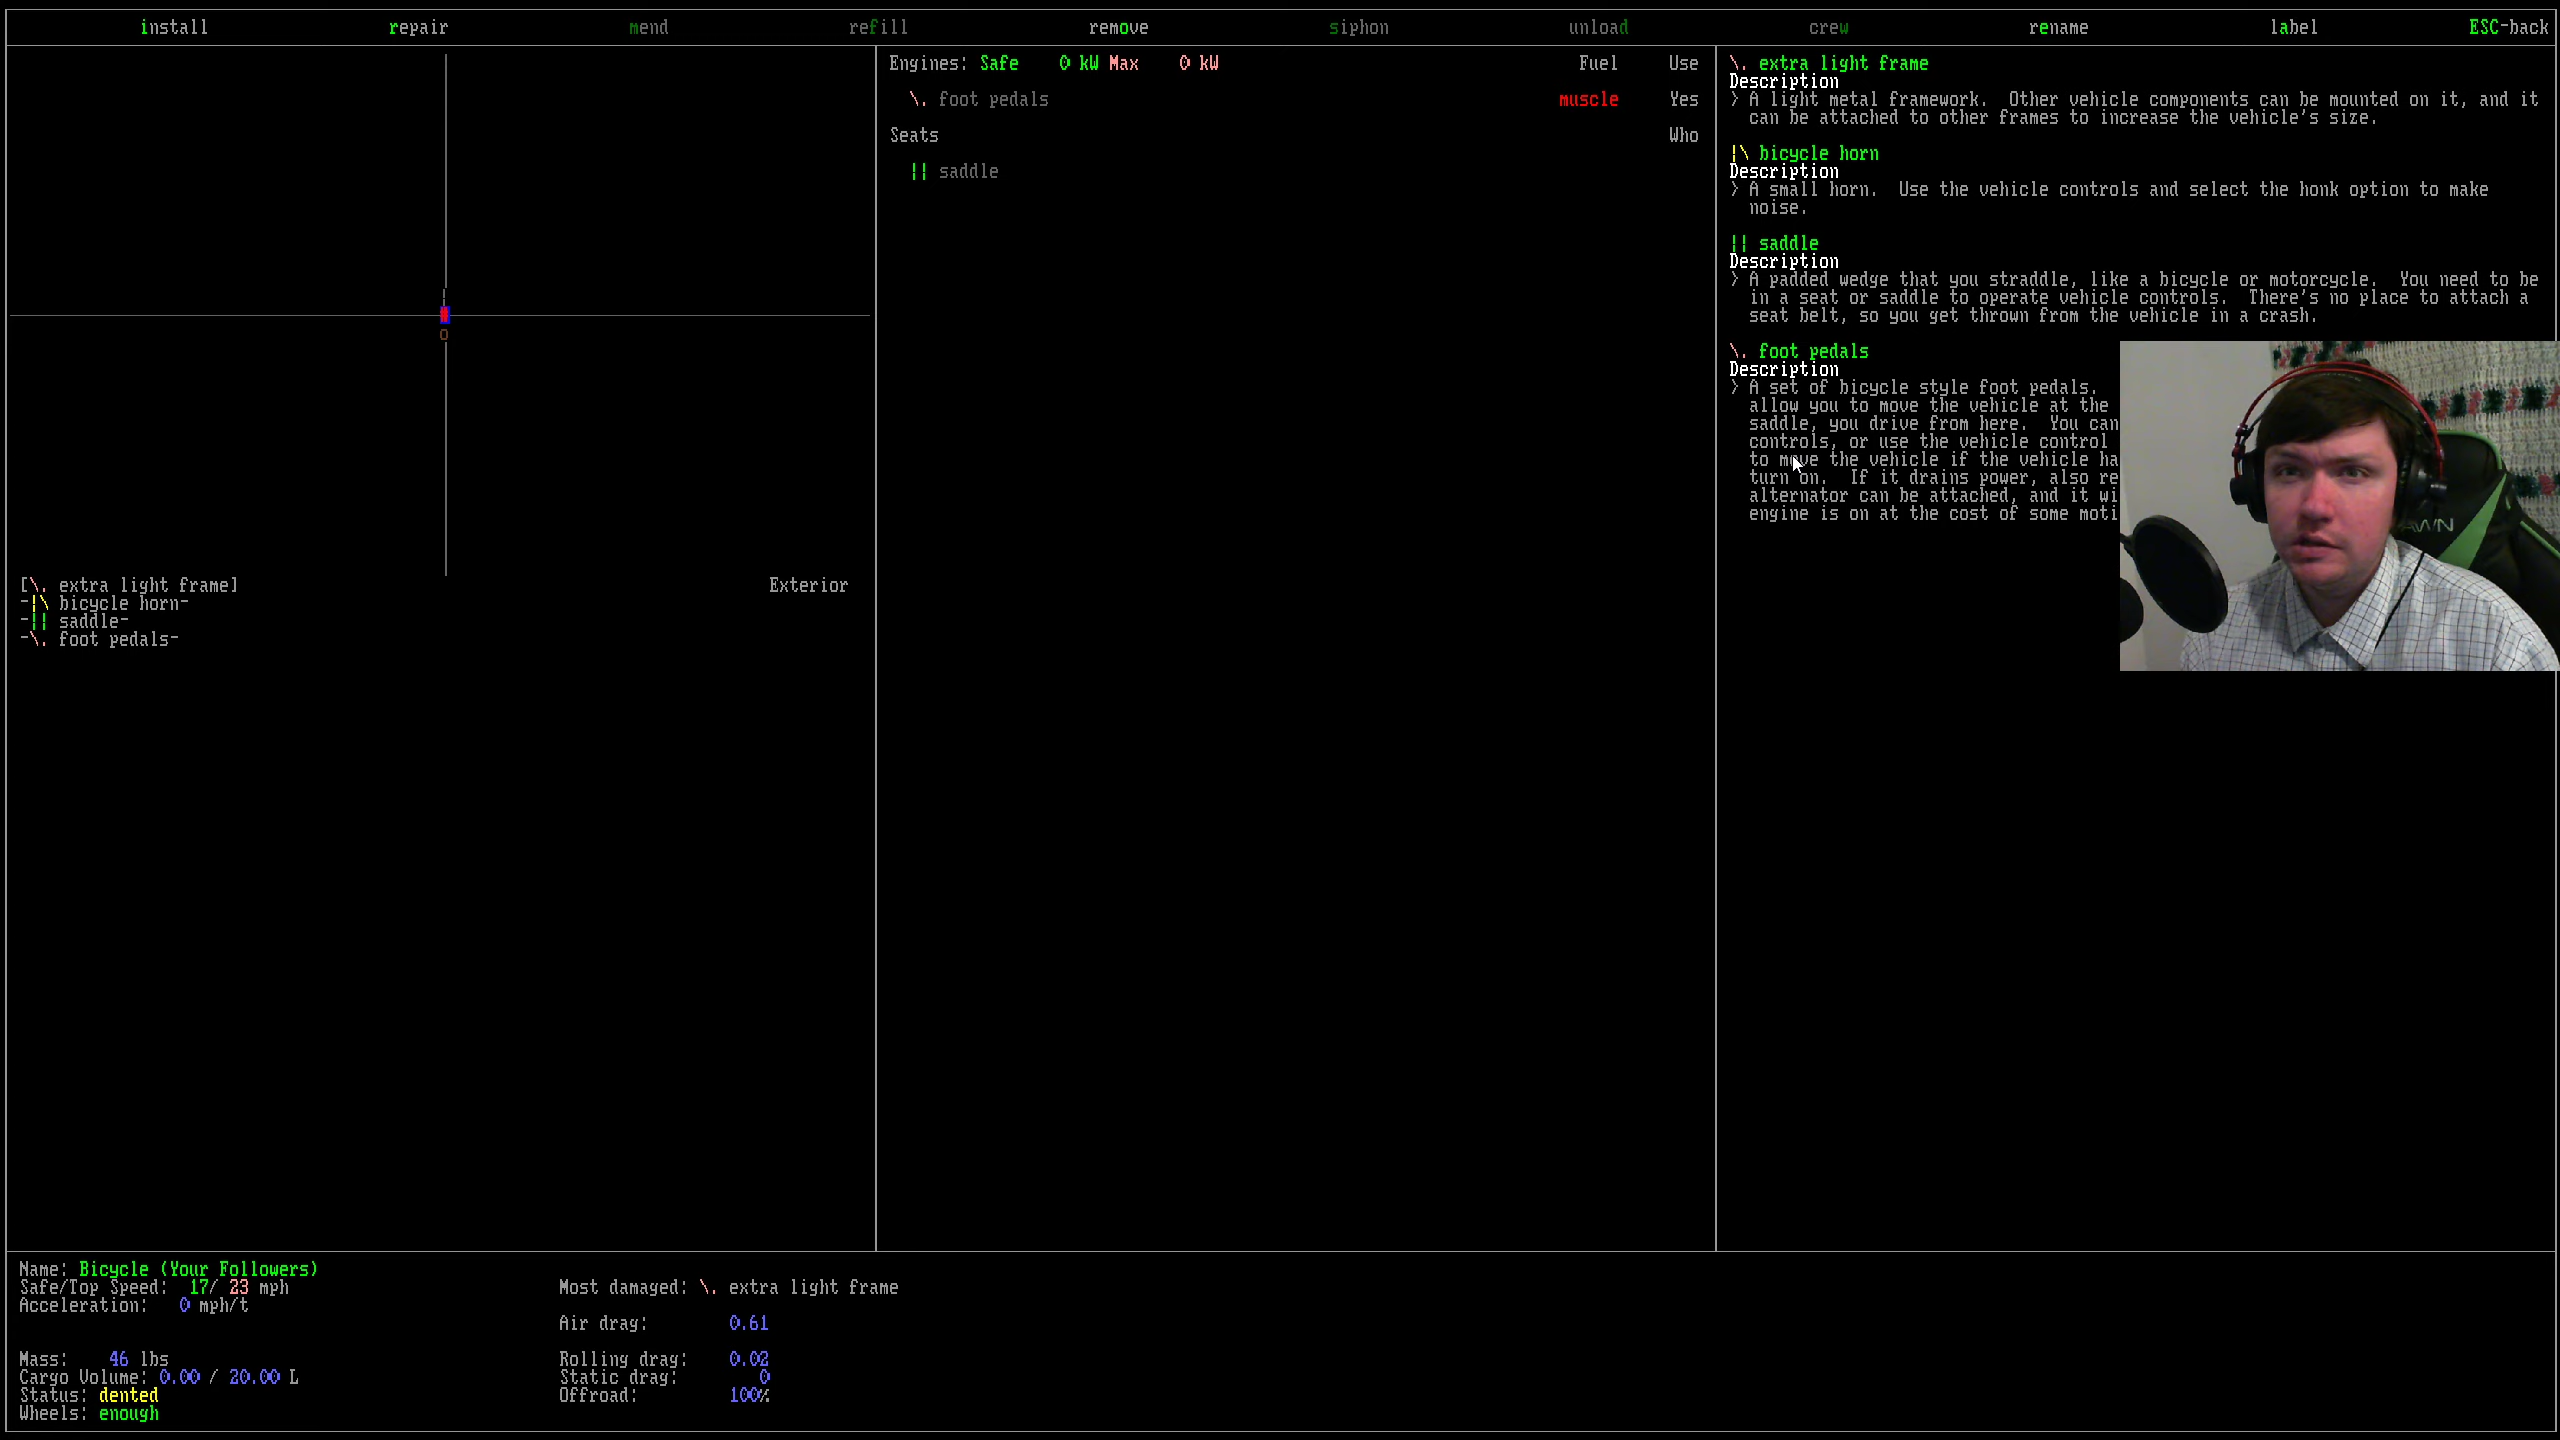 install repair mend refill remove siphon unload crew rename label ESC-back
[\. extra light frame] Exterior
-|\ bicycle horn-
-|| saddle-
-\. foot pedals-
Engines: Safe 0 kW Max 0 kW Fuel Use
\. foot pedals muscle Yes
Seats Who
|| saddle
\. extra light frame
Description
> A light metal framework.  Other vehicle components can be mounted on it, and it
can be attached to other frames to increase the vehicle's size.
|\ bicycle horn
Description
> A small horn.  Use the vehicle controls and select the honk option to make
noise.
|| saddle
Description
> A padded wedge that you straddle, like a bicycle or motorcycle.  You need to be
in a seat or saddle to operate vehicle controls.  There's no place to attach a
seat belt, so you get thrown from the vehicle in a crash.
\. foot pedals
Description
> A set of bicycle style foot pedals.
allow you to move the vehicle at the
saddle, you drive from here.  You can
controls, or use the vehicle control
to move the vehicle if the vehicle ha
turn on.  If it drains power, also re
alternator can be attached, and it wi
engine is on at the cost of some moti
AWN
Name: Bicycle (Your Followers)
Safe/Top Speed: 17/ 23 mph
Acceleration: 0 mph/t
Mass: 46 lbs
Cargo Volume: 0.00 / 20.00 L
Status: dented
Wheels: enough
Most damaged: \. extra light frame
Air drag: 0.61
Rolling drag: 0.02
Static drag: 0
Offroad: 100%